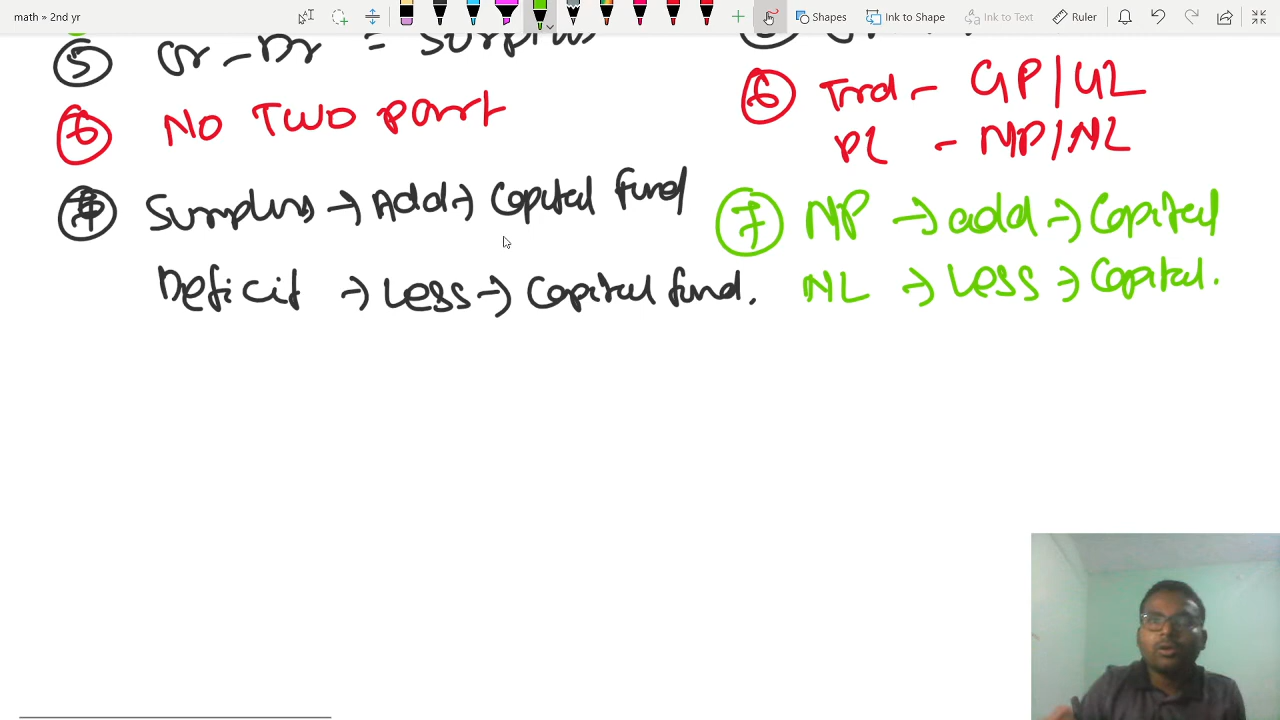 math » 2nd yr
Shapes
Ink to Shape
Ink to Text
Ruler
5 Cr - Dr = Surplus
6 No Two part
7 Surplus → Add → Capital fund
Deficit → Less → Capital fund.
6 Trd - GP/GL
PL - NP/NL
7 NP → add → Capital
NL → Less → Capital.